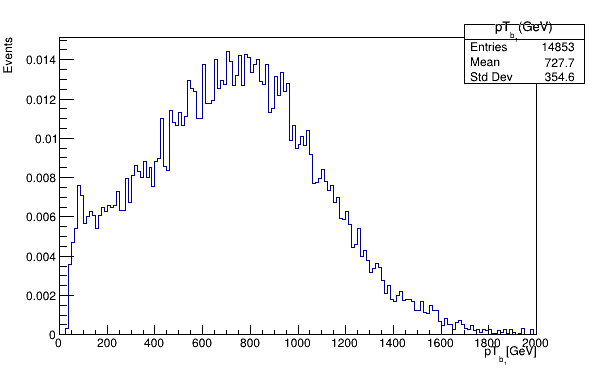 pT_b_1 (GeV)
Entries 14853
Mean 727.7
Std Dev 354.6
Events
0.014
0.012
0.01
0.008
0.006
0.004
0.002
0
0 200 400 600 800 1000 1200 1400 1600 1800 2000
pT_b_1 [GeV]